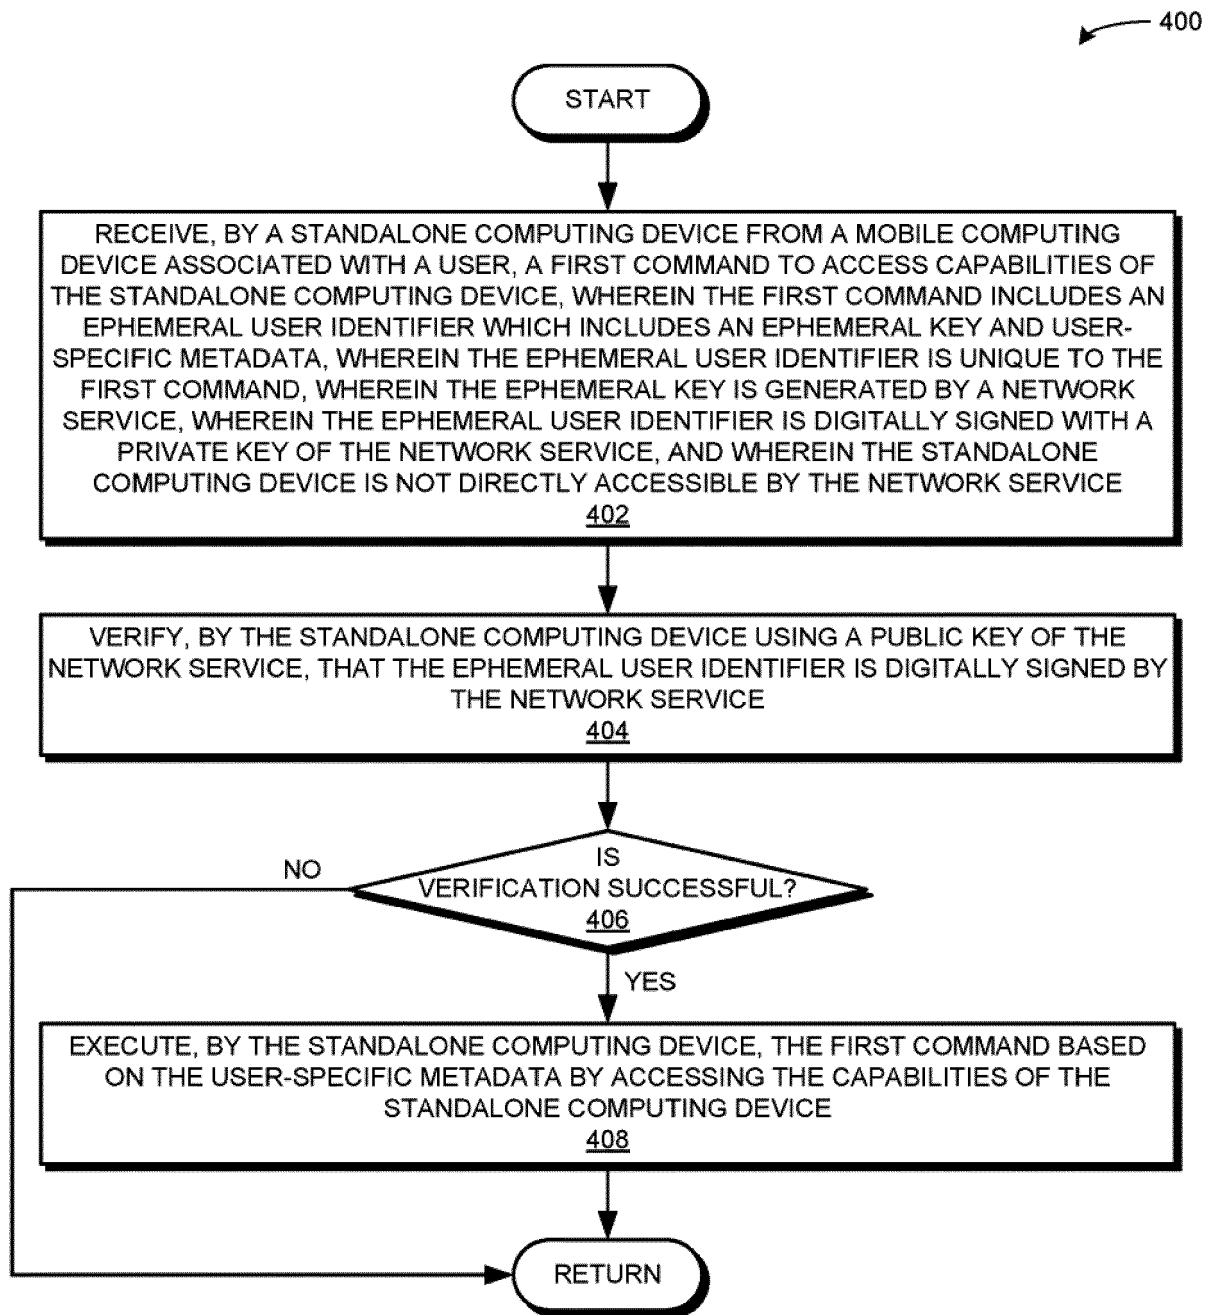 400
START
RECEIVE, BY A STANDALONE COMPUTING DEVICE FROM A MOBILE COMPUTING
DEVICE ASSOCIATED WITH A USER, A FIRST COMMAND TO ACCESS CAPABILITIES OF
THE STANDALONE COMPUTING DEVICE, WHEREIN THE FIRST COMMAND INCLUDES AN
EPHEMERAL USER IDENTIFIER WHICH INCLUDES AN EPHEMERAL KEY AND USER-
SPECIFIC METADATA, WHEREIN THE EPHEMERAL USER IDENTIFIER IS UNIQUE TO THE
FIRST COMMAND, WHEREIN THE EPHEMERAL KEY IS GENERATED BY A NETWORK
SERVICE, WHEREIN THE EPHEMERAL USER IDENTIFIER IS DIGITALLY SIGNED WITH A
PRIVATE KEY OF THE NETWORK SERVICE, AND WHEREIN THE STANDALONE
COMPUTING DEVICE IS NOT DIRECTLY ACCESSIBLE BY THE NETWORK SERVICE
402
VERIFY, BY THE STANDALONE COMPUTING DEVICE USING A PUBLIC KEY OF THE
NETWORK SERVICE, THAT THE EPHEMERAL USER IDENTIFIER IS DIGITALLY SIGNED BY
THE NETWORK SERVICE
404
NO
IS
VERIFICATION SUCCESSFUL?
406
YES
EXECUTE, BY THE STANDALONE COMPUTING DEVICE, THE FIRST COMMAND BASED
ON THE USER-SPECIFIC METADATA BY ACCESSING THE CAPABILITIES OF THE
STANDALONE COMPUTING DEVICE
408
RETURN